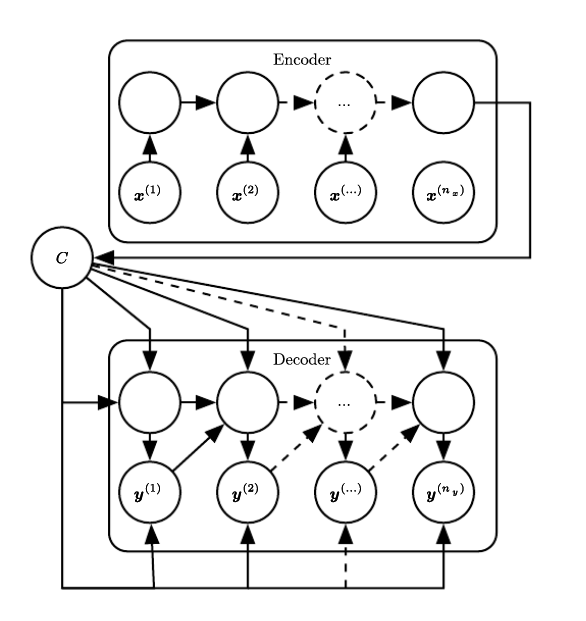 Encoder
...
x(1) x(2) x(...) x(n_x)
C
Decoder
...
y(1) y(2) y(...) y(n_y)